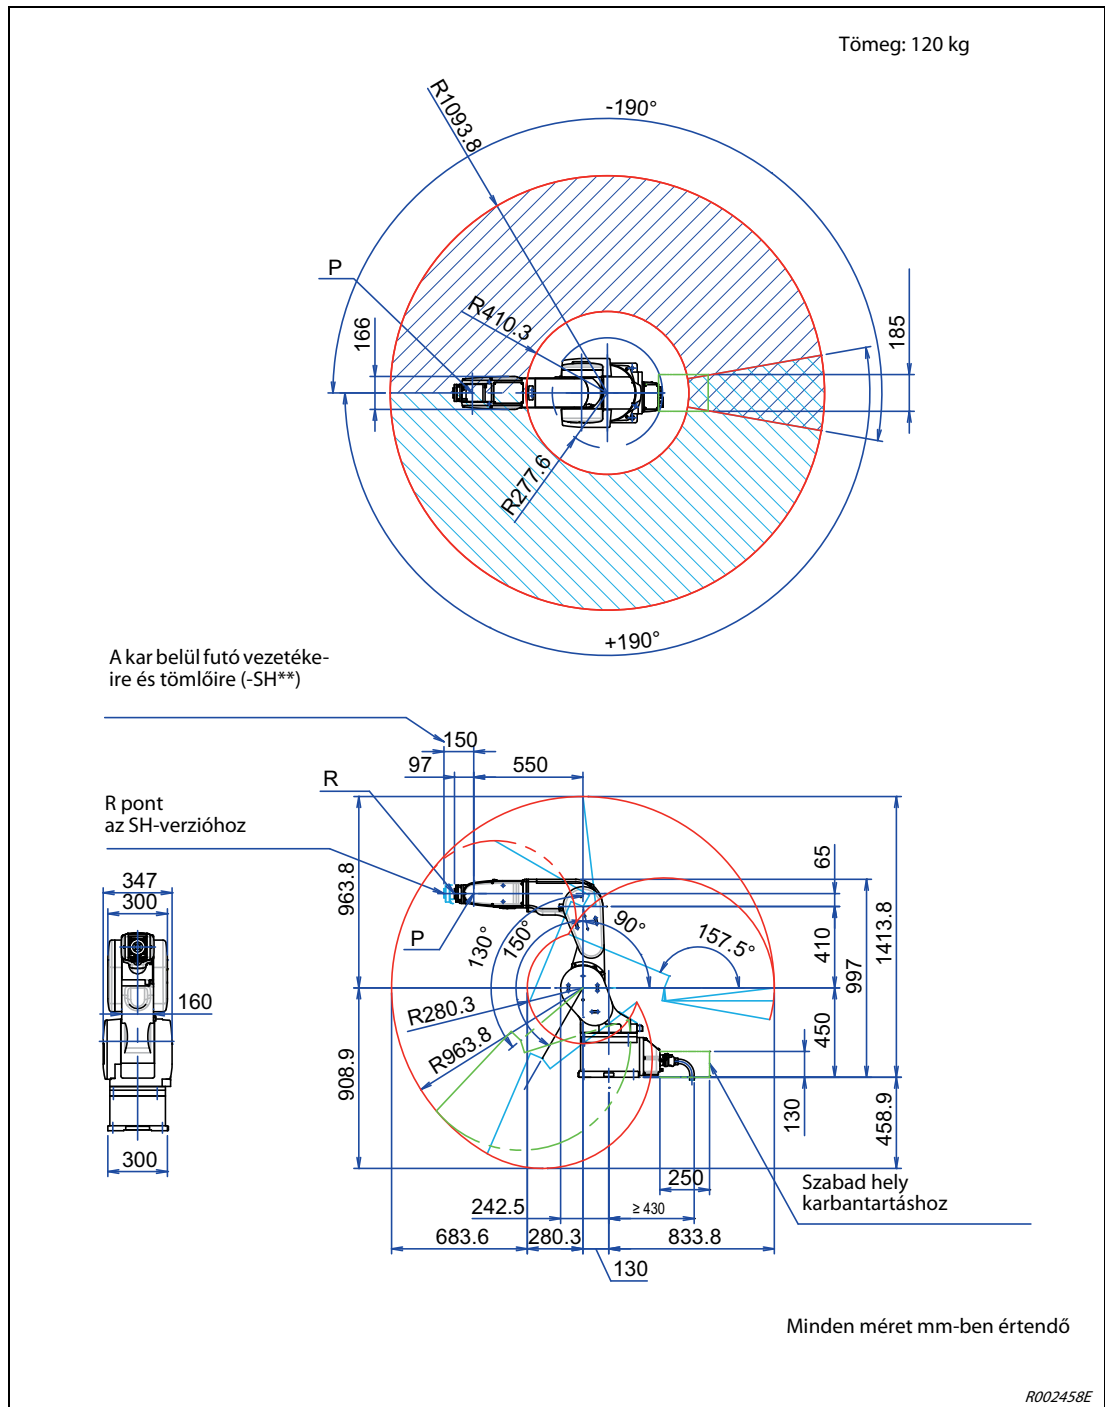 Tömeg: 120 kg
R1093.8
-190°
P
R410.3
166
185
R277.6
+190°
A kar belül futó vezetéke-
ire és tömlőire (-SH**)
150
97
550
R
R pont
az SH-verzióhoz
347
300
963.8
65
P
130°
150°
90°
157.5°
410
997
1413.8
160
R280.3
R963.8
450
908.9
130
458.9
300
250
Szabad hely
karbantartáshoz
242.5
≥ 430
683.6
280.3
833.8
130
Minden méret mm-ben értendő
R002458E